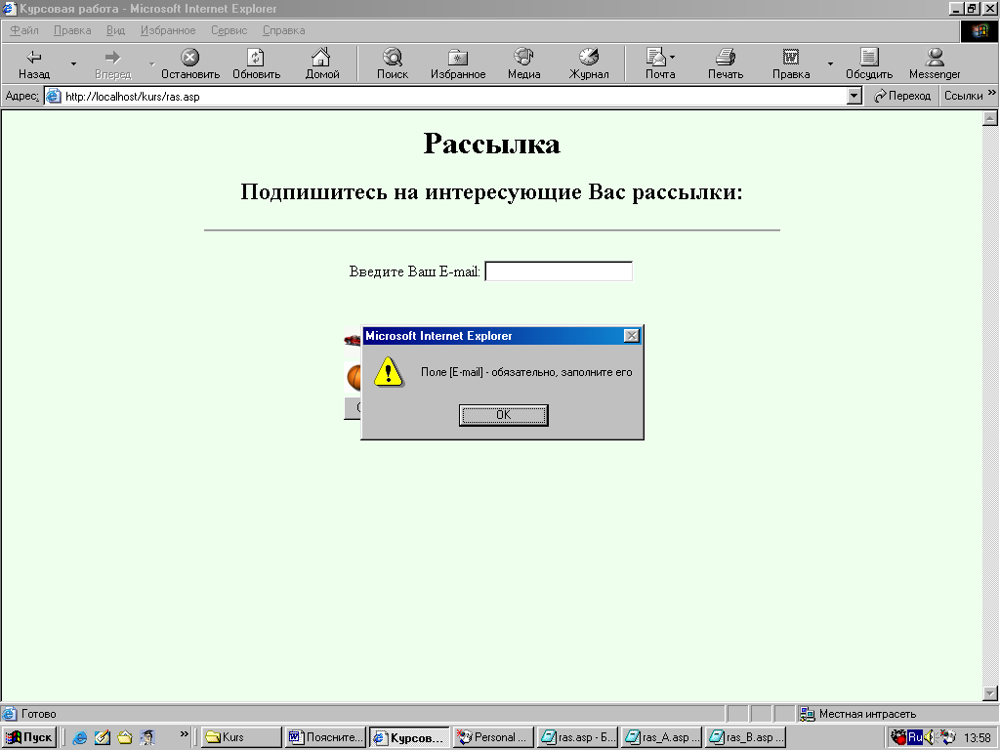 Курсовая работа - Microsoft Internet Explorer
Файл Правка Вид Избранное Сервис Справка
Назад Вперед Остановить Обновить Домой Поиск Избранное Медиа Журнал Почта Печать Правка Обсудить Messenger
Адрес: http://localhost/kurs/ras.asp Переход Ссылки »
Рассылка
Подпишитесь на интересующие Вас рассылки:
Введите Ваш E-mail:
Microsoft Internet Explorer
Поле [E-mail] - обязательно, заполните его
OK
Готово Местная интрасеть
Пуск » Kurs Поясните... Курсов... Personal ... ras.asp - Б... ras_A.asp ... ras_B.asp ... Ru 13:58